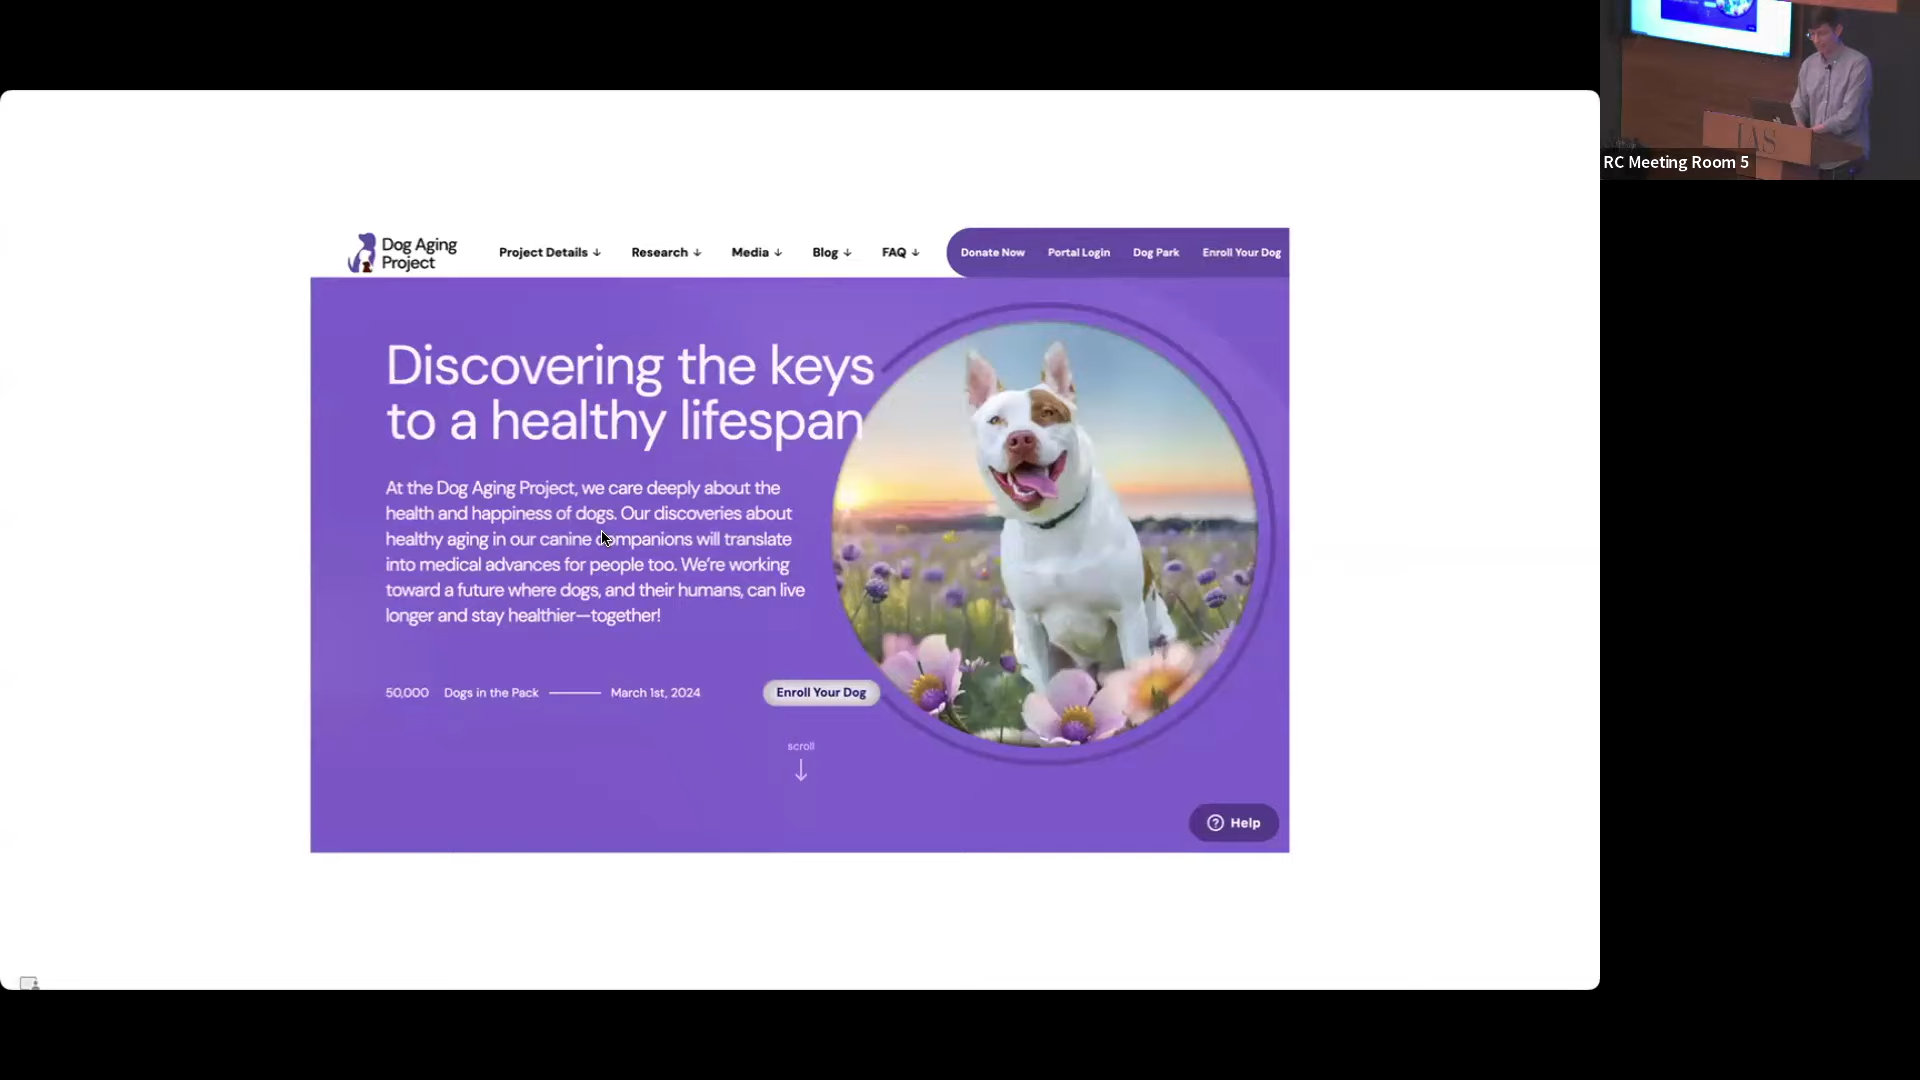 Dog Aging
Project
Project Details ↓
Research ↓
Media ↓
Blog ↓
FAQ ↓
Donate Now
Portal Login
Dog Park
Enroll Your Dog
Discovering the keys
to a healthy lifespan
At the Dog Aging Project, we care deeply about the
health and happiness of dogs. Our discoveries about
healthy aging in our canine companions will translate
into medical advances for people too. We're working
toward a future where dogs, and their humans, can live
longer and stay healthier—together!
50,000 Dogs in the Pack
March 1st, 2024
Enroll Your Dog
scroll
Help
IAS
RC Meeting Room 5